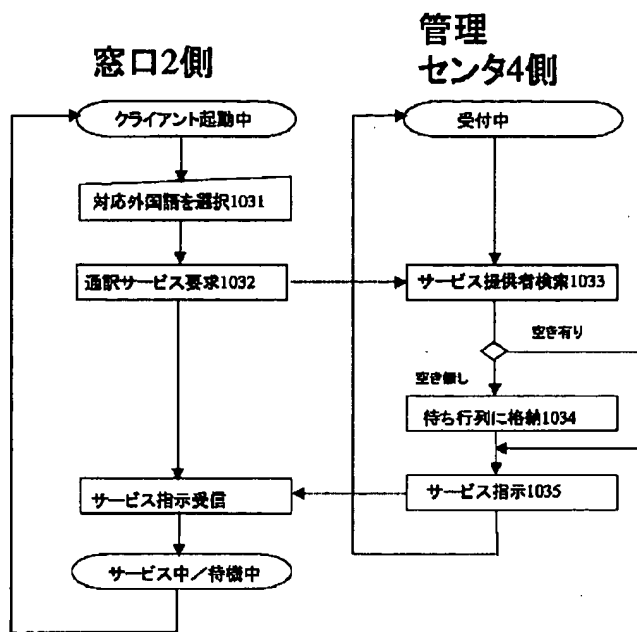 窓口2側
管理
センタ4側
クライアント起動中
受付中
対応外国語を選択1031
通訳サービス要求1032
サービス提供者検索1033
空き有り
空き無し
待ち行列に格納1034
サービス指示受信
サービス指示1035
サービス中/待機中